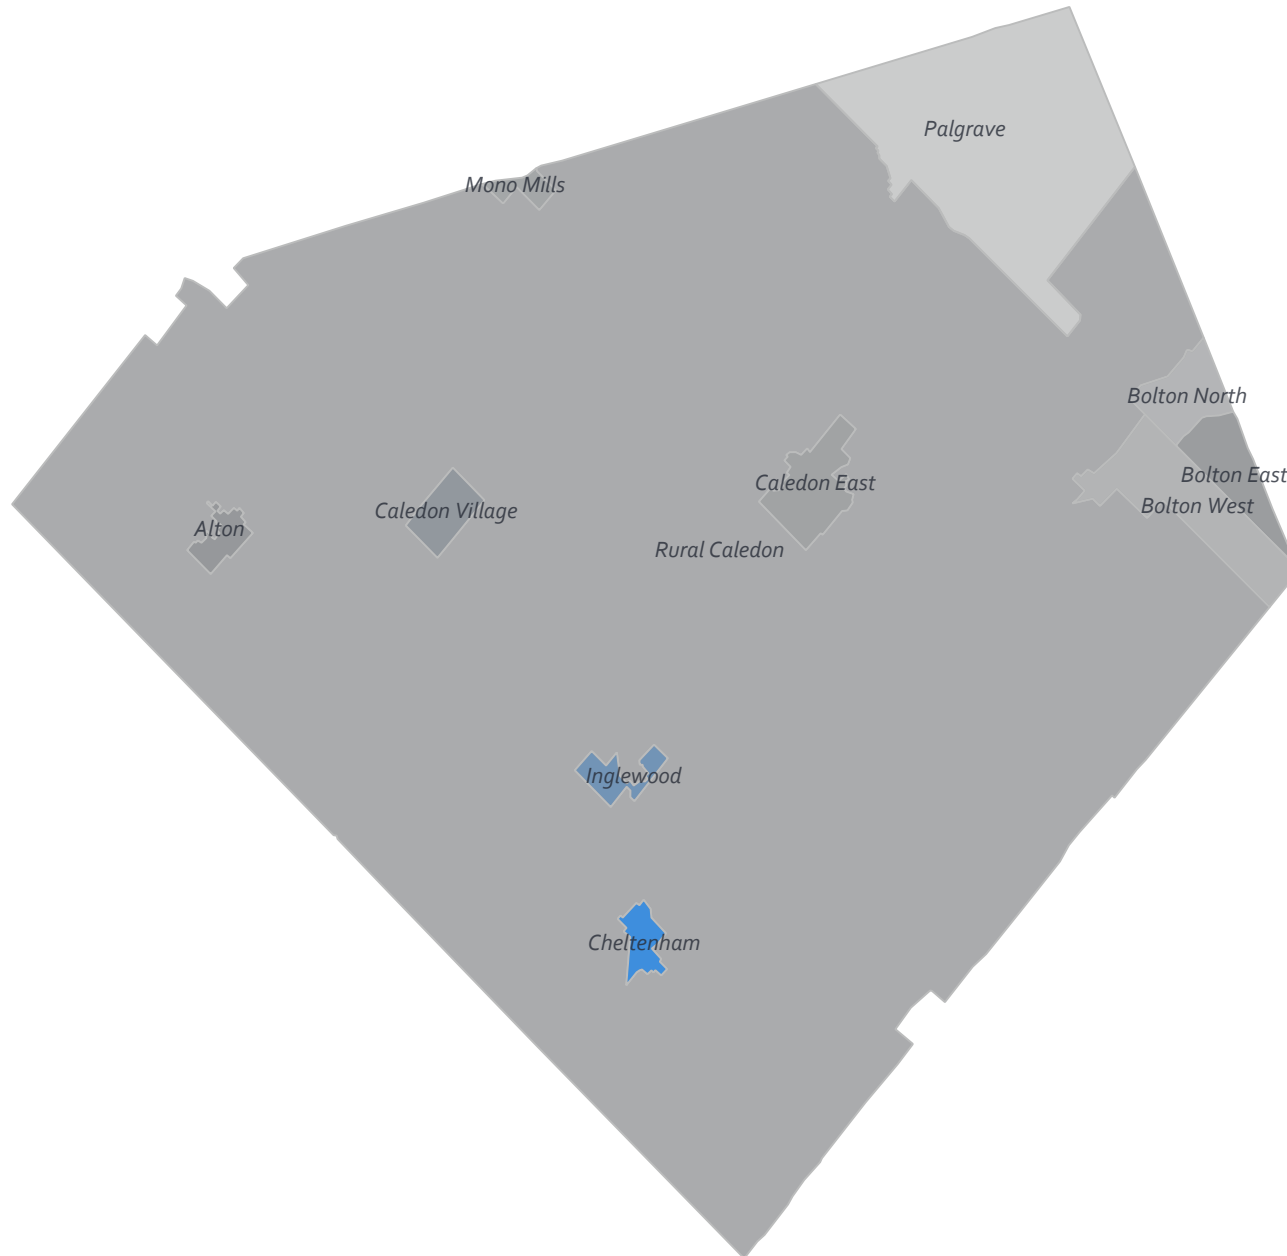 Palgrave
Mono Mills
Bolton North
Bolton East
Caledon East
Bolton West
Caledon Village
Alton
Rural Caledon
Inglewood
Cheltenham